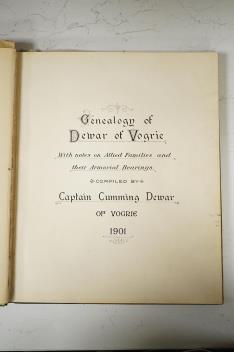 Genealogy of
Dewar of Vogrie
With notes on Allied Families and
their Armorial Bearings
COMPILED BY
Captain Cumming Dewar
OF VOGRIE
1901